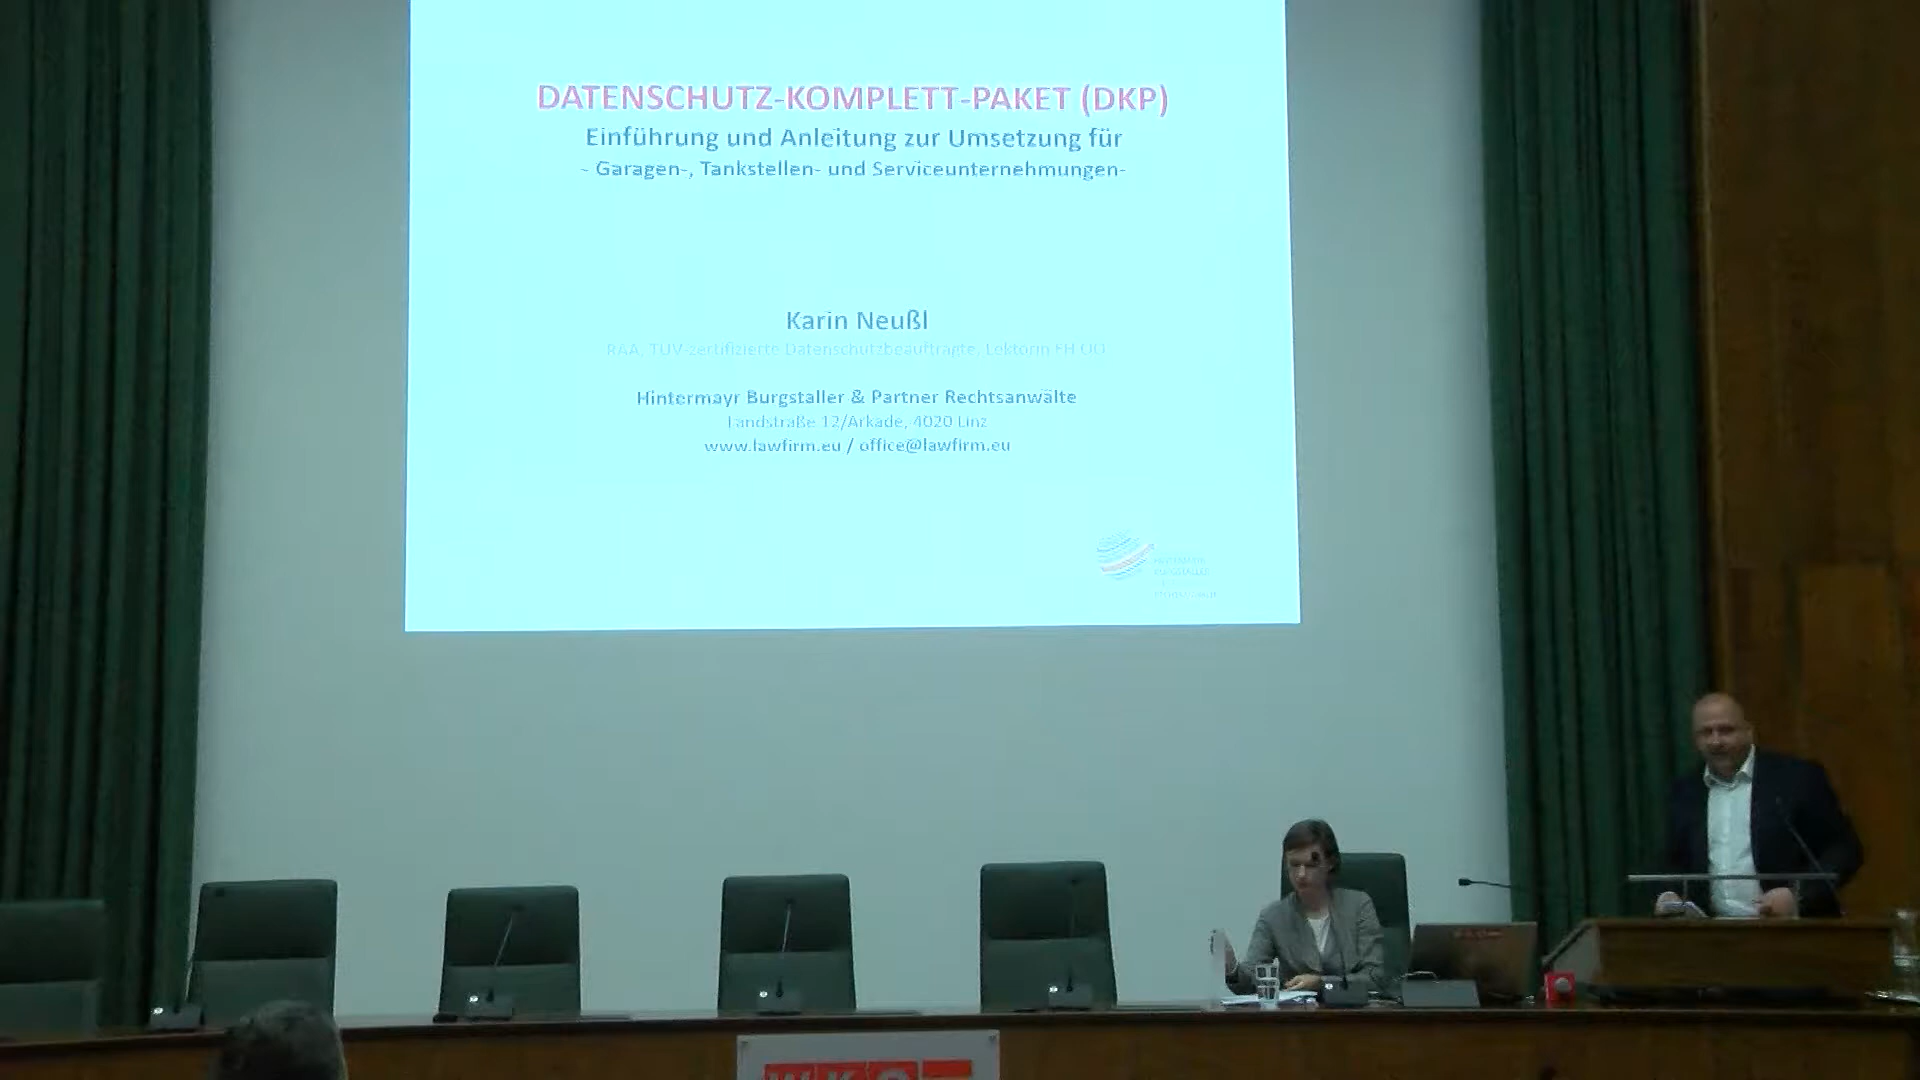 DATENSCHUTZ-KOMPLETT-PAKET (DKP)
Einführung und Anleitung zur Umsetzung für
- Garagen-, Tankstellen- und Serviceunternehmungen-
Karin Neußl
RAA, TÜV-zertifizierte Datenschutzbeauftragte, Lektorin FH OÖ
Hintermayr Burgstaller & Partner Rechtsanwälte
Landstraße 12/Arkade, 4020 Linz
www.lawfirm.eu / office@lawfirm.eu
WKO